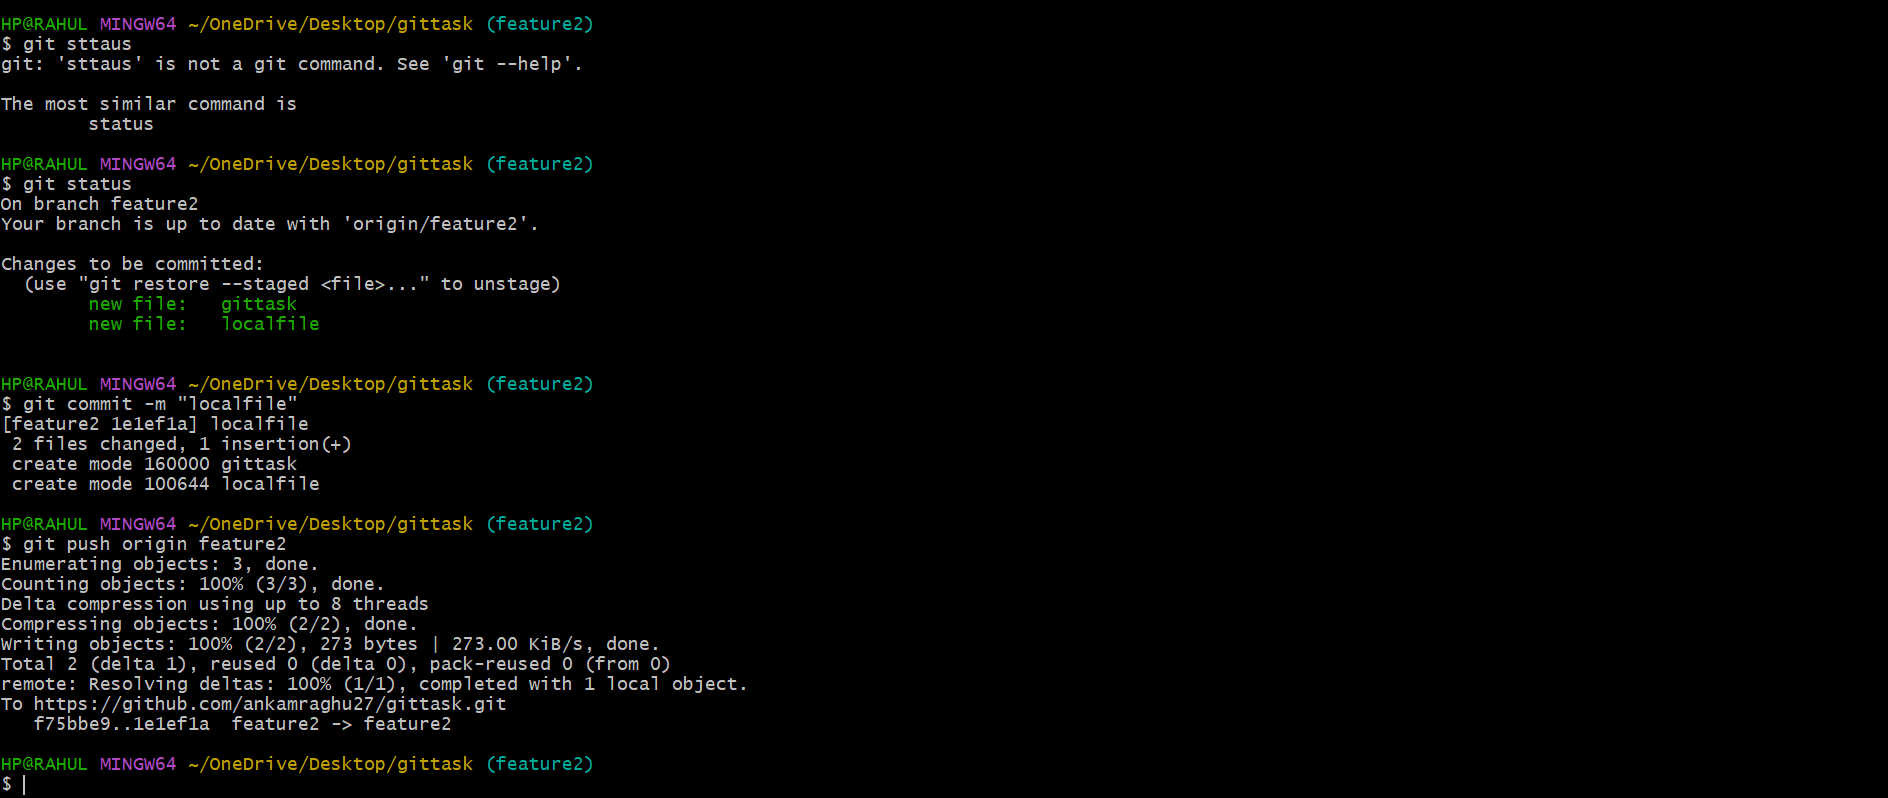 HP@RAHUL MINGW64 ~/OneDrive/Desktop/gittask (feature2)
$ git sttaus
git: 'sttaus' is not a git command. See 'git --help'.
The most similar command is
status
HP@RAHUL MINGW64 ~/OneDrive/Desktop/gittask (feature2)
$ git status
On branch feature2
Your branch is up to date with 'origin/feature2'.
Changes to be committed:
(use "git restore --staged <file>..." to unstage)
new file:   gittask
new file:   localfile
HP@RAHUL MINGW64 ~/OneDrive/Desktop/gittask (feature2)
$ git commit -m "localfile"
[feature2 1e1ef1a] localfile
2 files changed, 1 insertion(+)
create mode 160000 gittask
create mode 100644 localfile
HP@RAHUL MINGW64 ~/OneDrive/Desktop/gittask (feature2)
$ git push origin feature2
Enumerating objects: 3, done.
Counting objects: 100% (3/3), done.
Delta compression using up to 8 threads
Compressing objects: 100% (2/2), done.
Writing objects: 100% (2/2), 273 bytes | 273.00 KiB/s, done.
Total 2 (delta 1), reused 0 (delta 0), pack-reused 0 (from 0)
remote: Resolving deltas: 100% (1/1), completed with 1 local object.
To https://github.com/ankamraghu27/gittask.git
f75bbe9..1e1ef1a  feature2 -> feature2
HP@RAHUL MINGW64 ~/OneDrive/Desktop/gittask (feature2)
$